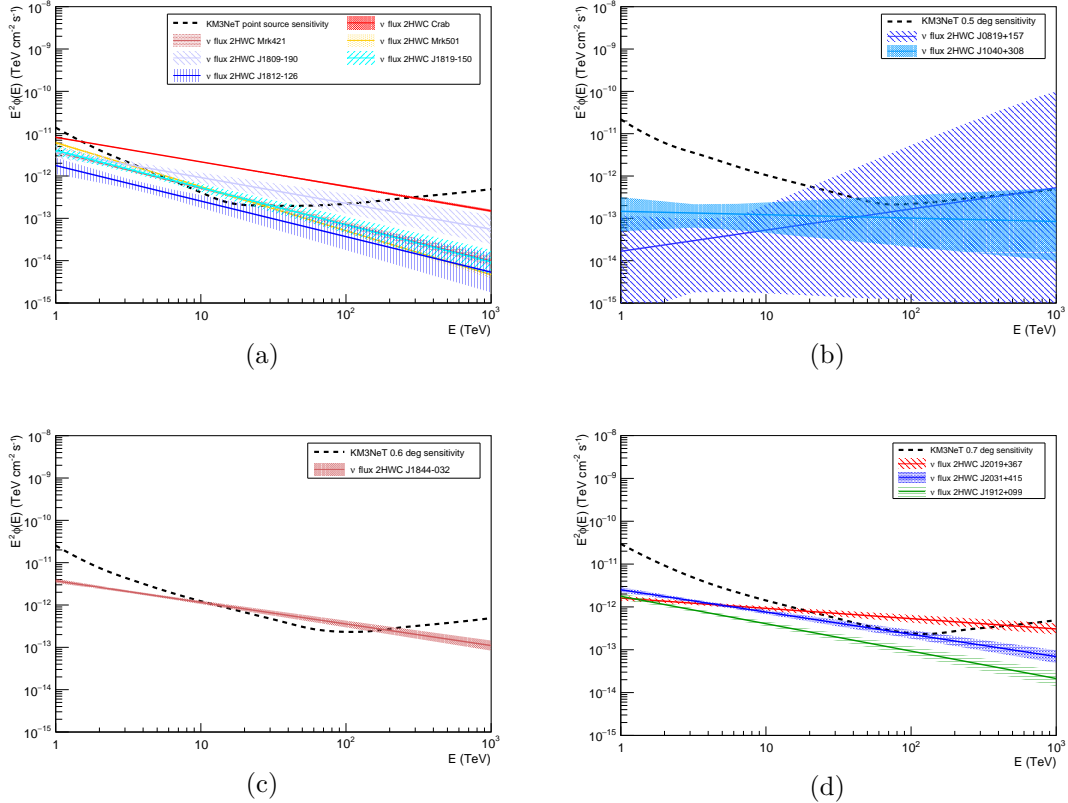 KM3NeT point source sensitivity
ν flux 2HWC Crab
ν flux 2HWC Mrk421
ν flux 2HWC Mrk501
ν flux 2HWC J1809-190
ν flux 2HWC J1819-150
ν flux 2HWC J1812-126
E²ϕ(E) (TeV cm⁻² s⁻¹)
10⁻⁸
10⁻⁹
10⁻¹⁰
10⁻¹¹
10⁻¹²
10⁻¹³
10⁻¹⁴
10⁻¹⁵
1 10 10² 10³
E (TeV)
(a)
KM3NeT 0.5 deg sensitivity
ν flux 2HWC J0819+157
ν flux 2HWC J1040+308
E²ϕ(E) (TeV cm⁻² s⁻¹)
10⁻⁸
10⁻⁹
10⁻¹⁰
10⁻¹¹
10⁻¹²
10⁻¹³
10⁻¹⁴
10⁻¹⁵
1 10 10² 10³
E (TeV)
(b)
KM3NeT 0.6 deg sensitivity
ν flux 2HWC J1844-032
E²ϕ(E) (TeV cm⁻² s⁻¹)
10⁻⁸
10⁻⁹
10⁻¹⁰
10⁻¹¹
10⁻¹²
10⁻¹³
10⁻¹⁴
10⁻¹⁵
1 10 10² 10³
E (TeV)
(c)
KM3NeT 0.7 deg sensitivity
ν flux 2HWC J2019+367
ν flux 2HWC J2031+415
ν flux 2HWC J1912+099
E²ϕ(E) (TeV cm⁻² s⁻¹)
10⁻⁸
10⁻⁹
10⁻¹⁰
10⁻¹¹
10⁻¹²
10⁻¹³
10⁻¹⁴
10⁻¹⁵
1 10 10² 10³
E (TeV)
(d)